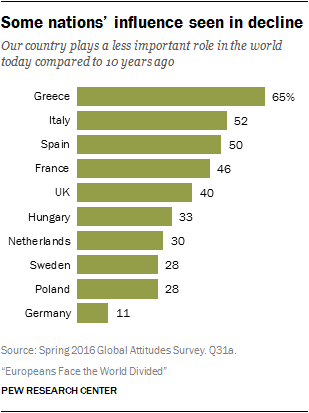 Some nations' influence seen in decline
Our country plays a less important role in the world
today compared to 10 years ago
Greece 65%
Italy 52
Spain 50
France 46
UK 40
Hungary 33
Netherlands 30
Sweden 28
Poland 28
Germany 11
Source: Spring 2016 Global Attitudes Survey. Q31a.
"Europeans Face the World Divided"
PEW RESEARCH CENTER